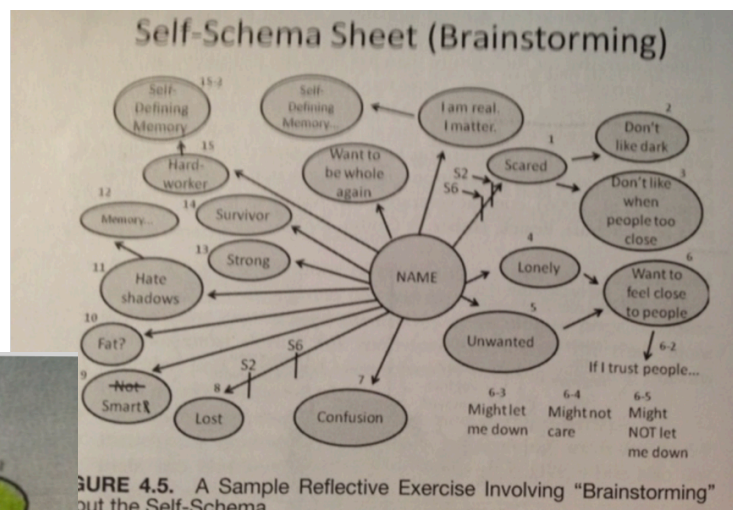 Self-Schema Sheet (Brainstorming)
15-2
Self-
Defining
Memory
Self-
Defining
Memory...
I am real.
I matter.
1
Scared
2
Don't
like dark
15
Hard-
worker
Want to
be whole
again
S2
S6
3
Don't like
when
people too
close
12
Memory...
14
Survivor
13
Strong
NAME
4
Lonely
6
Want to
feel close
to people
11
Hate
shadows
10
Fat?
5
Unwanted
6-2
If I trust people...
9
Not
Smart
S2
S6
8
Lost
7
Confusion
6-3
Might let
me down
6-4
Might not
care
6-5
Might
NOT let
me down
GURE 4.5. A Sample Reflective Exercise Involving "Brainstorming"
out the Self-Schema